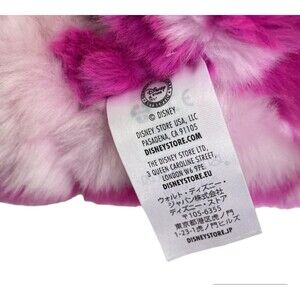 ©DISNEY
DISNEY STORE USA, LLC
PASADENA, CA 91105
DISNEYSTORE.COM
THE DISNEY STORE LTD.
3 QUEEN CAROLINE STREET,
LONDON W6 9PE.
DISNEYSTORE.EU
ウォルト・ディズニー・
ジャパン株式会社
ディズニー ストア
〒105-6355
東京都港区虎ノ門
1-23-1虎ノ門ヒルズ
DISNEYSTORE.JP